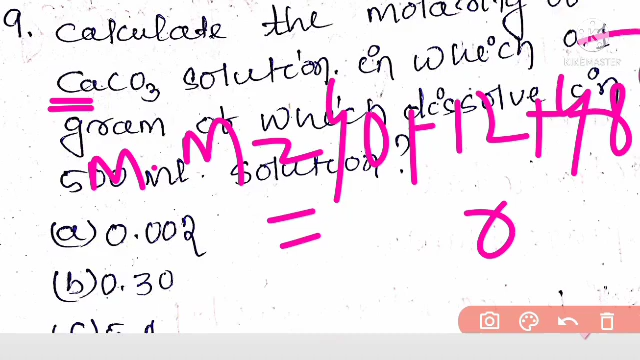 9. Calculate the molarity of
CaCO3 solution in which 0.1
gram of which dissolve in
500 ml. solution?
M.M = 40+12+48
=
(a) 0.002
(b) 0.30
KINEMASTER